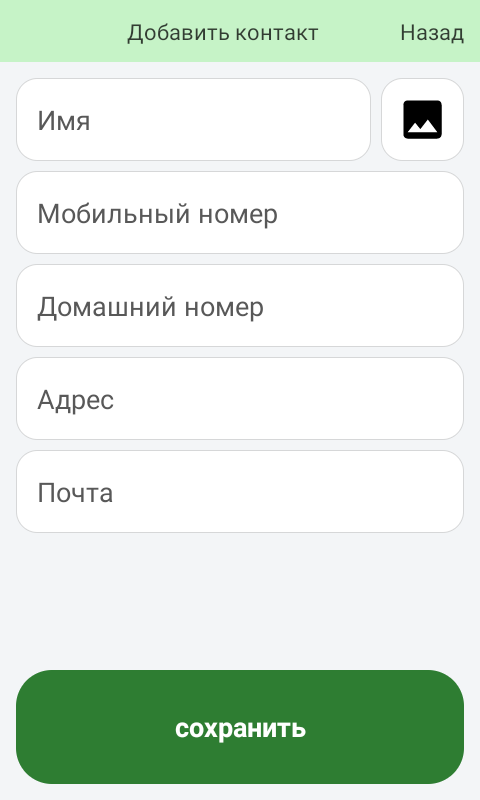 Добавить контакт
Назад
Имя
Мобильный номер
Домашний номер
Адрес
Почта
сохранить